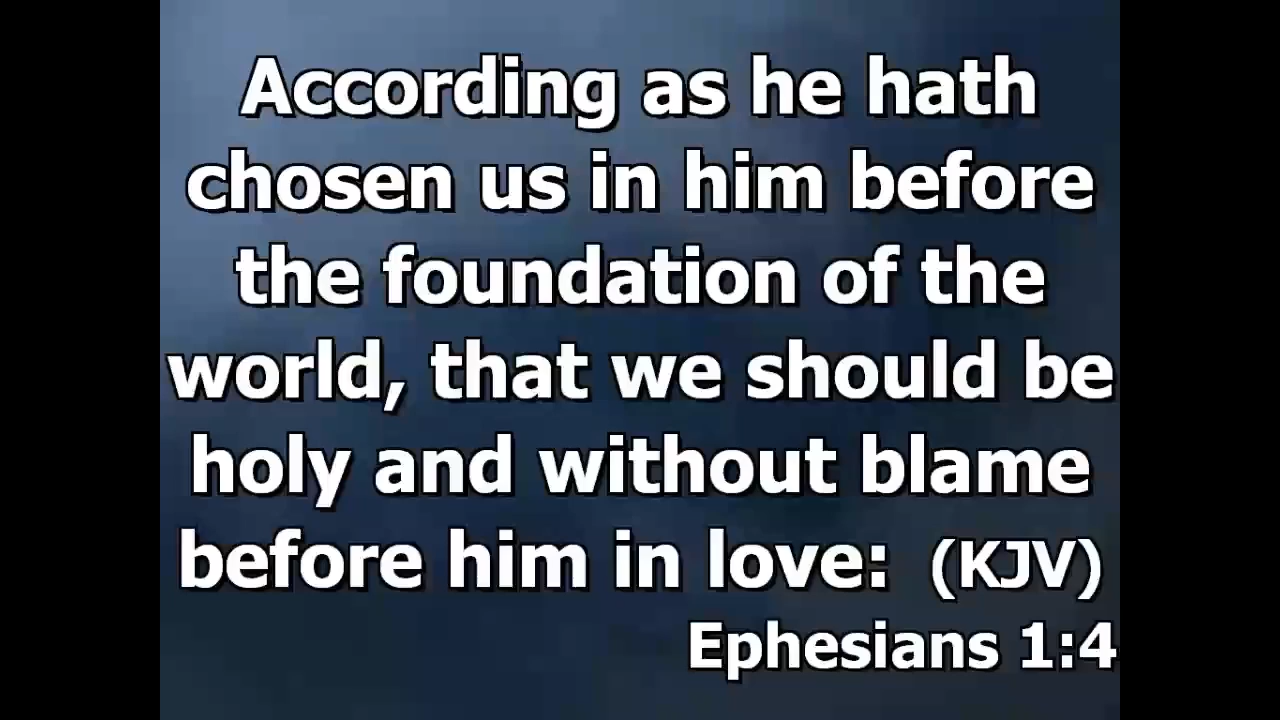 According as he hath
chosen us in him before
the foundation of the
world, that we should be
holy and without blame
before him in love: (KJV)
Ephesians 1:4